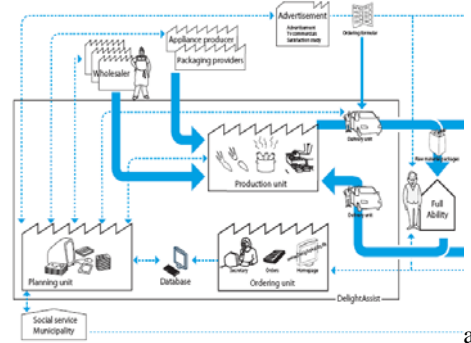 Advertisement
Advertisement
Tv commercials
Satisfaction study
Ordering formular
Appliance producer
Packaging providers
Wholesaler
Delivery unit
Production unit
Full
Ability
Delivery unit
Planning unit
Database
Secretary
Orders
Homepage
Ordering unit
DelightAssist
Social service
Municipality
a